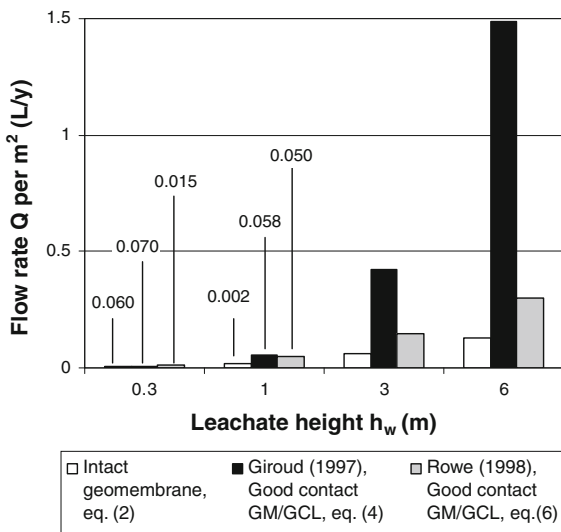 Flow rate Q per m² (L/y)
1.5
1
0.5
0
0.060
0.070
0.015
0.002
0.058
0.050
0.3
1
3
6
Leachate height h_w (m)
Intact
geomembrane,
eq. (2)
Giroud (1997),
Good contact
GM/GCL, eq. (4)
Rowe (1998),
Good contact
GM/GCL, eq.(6)